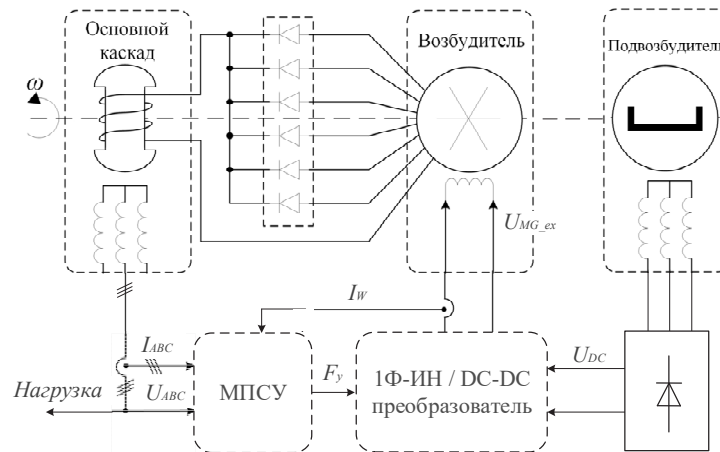 Основной
каскад
Возбудитель
Подвозбудитель
ω
U_MG_ex
I_W
I_ABC
U_DC
МПСУ
F_y
1Ф-ИН / DC-DC
преобразователь
Нагрузка
U_ABC